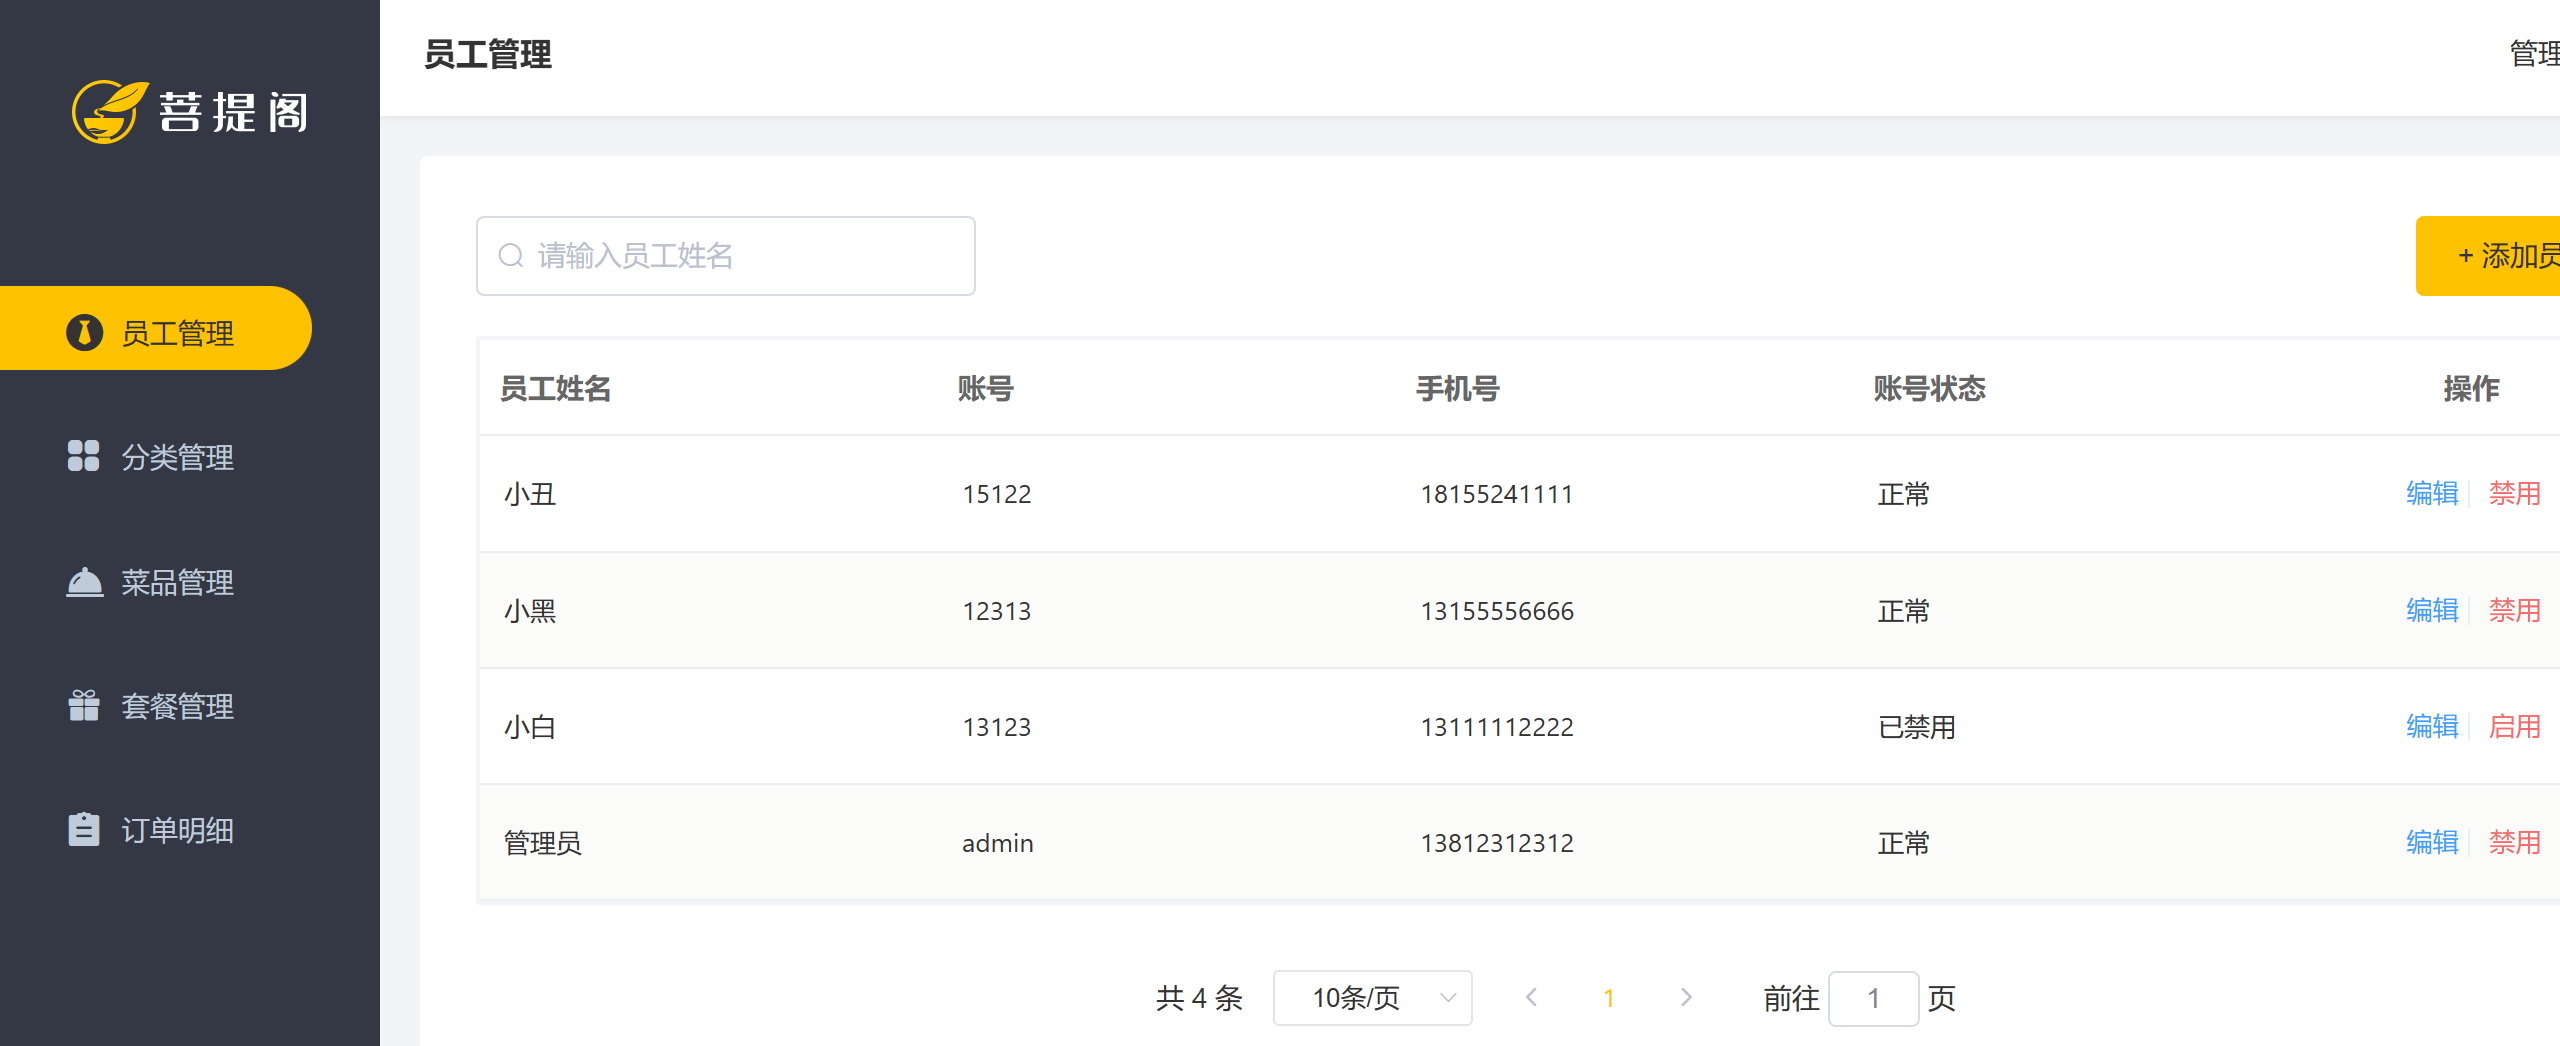 菩提阁
员工管理
分类管理
菜品管理
套餐管理
订单明细
员工管理
管理
请输入员工姓名
+ 添加员
员工姓名 账号 手机号 账号状态 操作
小丑 15122 18155241111 正常 编辑 禁用
小黑 12313 13155556666 正常 编辑 禁用
小白 13123 13111112222 已禁用 编辑 启用
管理员 admin 13812312312 正常 编辑 禁用
共 4 条 10条/页 1 前往 1 页